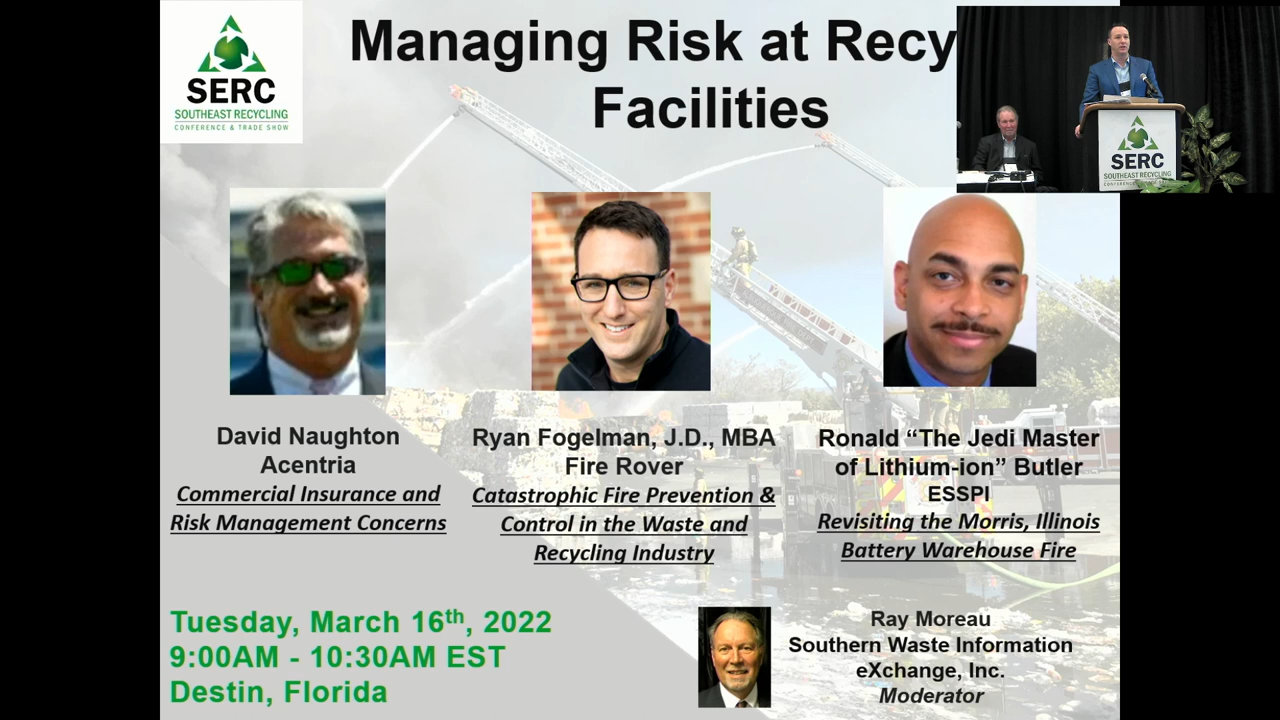 SERC
SOUTHEAST RECYCLING
CONFERENCE & TRADE SHOW
Managing Risk at Recy
Facilities
SERC
SOUTHEAST RECYCLING
David Naughton
Acentria
Commercial Insurance and
Risk Management Concerns
Ryan Fogelman, J.D., MBA
Fire Rover
Catastrophic Fire Prevention &
Control in the Waste and
Recycling Industry
Ronald “The Jedi Master
of Lithium-ion” Butler
ESSPI
Revisiting the Morris, Illinois
Battery Warehouse Fire
Tuesday, March 16th, 2022
9:00AM - 10:30AM EST
Destin, Florida
Ray Moreau
Southern Waste Information
eXchange, Inc.
Moderator